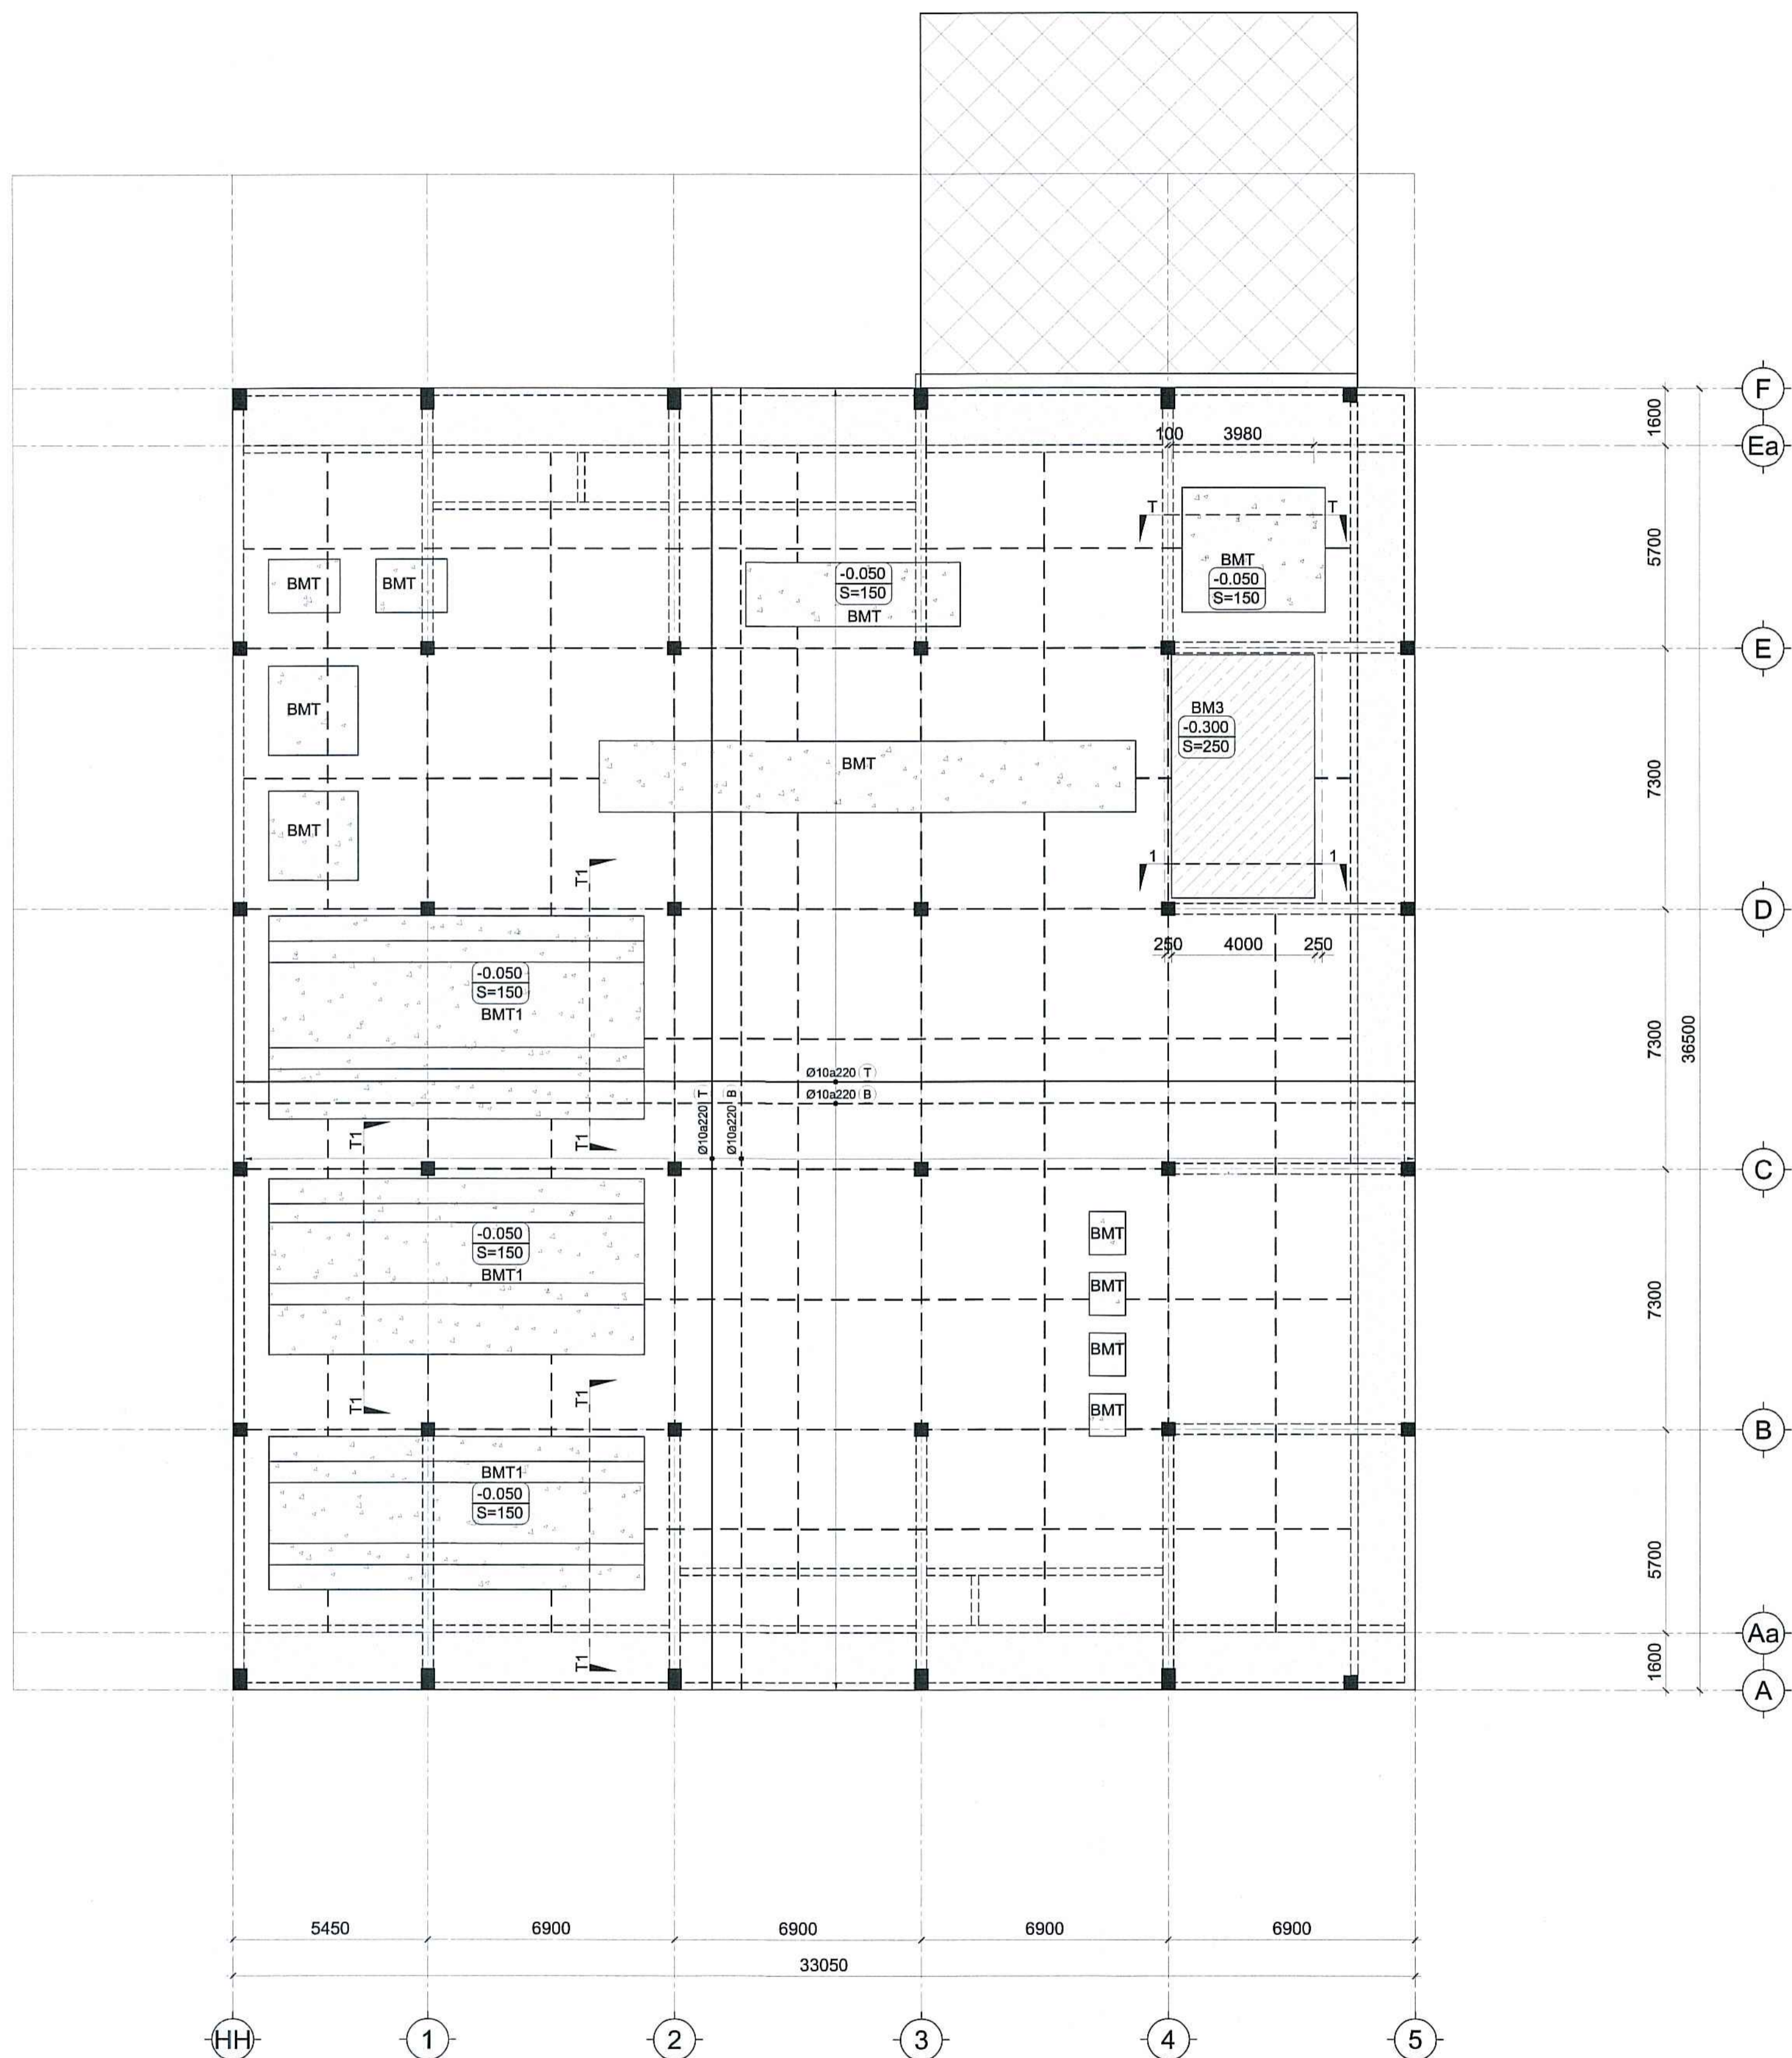 F
1600
Ea
100 3980
T T
5700
BMT
-0.050
S=150
BMT BMT
-0.050
S=150
BMT
E
BMT
BM3
-0.300
S=250
BMT
7300
BMT
T1
1 1
D
250 4000 250
-0.050
S=150
BMT1
7300
36500
Ø10a220 T
Ø10a220 B
Ø10a220 T
Ø10a220 B
T1
T1
C
BMT
-0.050
S=150
BMT1
BMT
7300
BMT
T1
T1
BMT
B
BMT1
-0.050
S=150
5700
Aa
T1
1600
A
5450 6900 6900 6900 6900
33050
HH 1 2 3 4 5